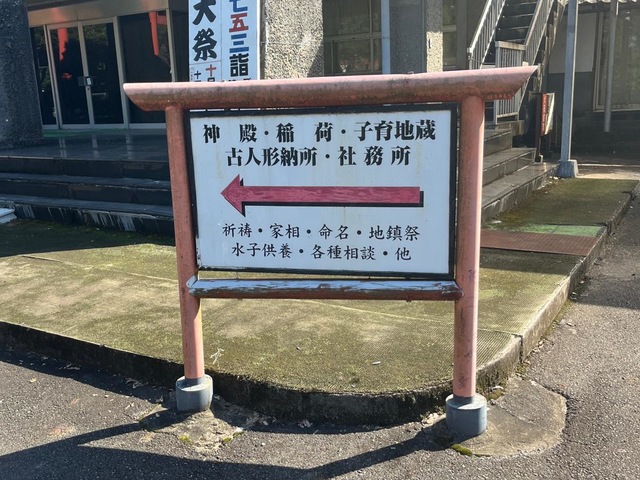 大祭
七五三詣
神殿・稲荷・子育地蔵
古人形納所・社務所
祈祷・家相・命名・地鎮祭
水子供養・各種相談・他